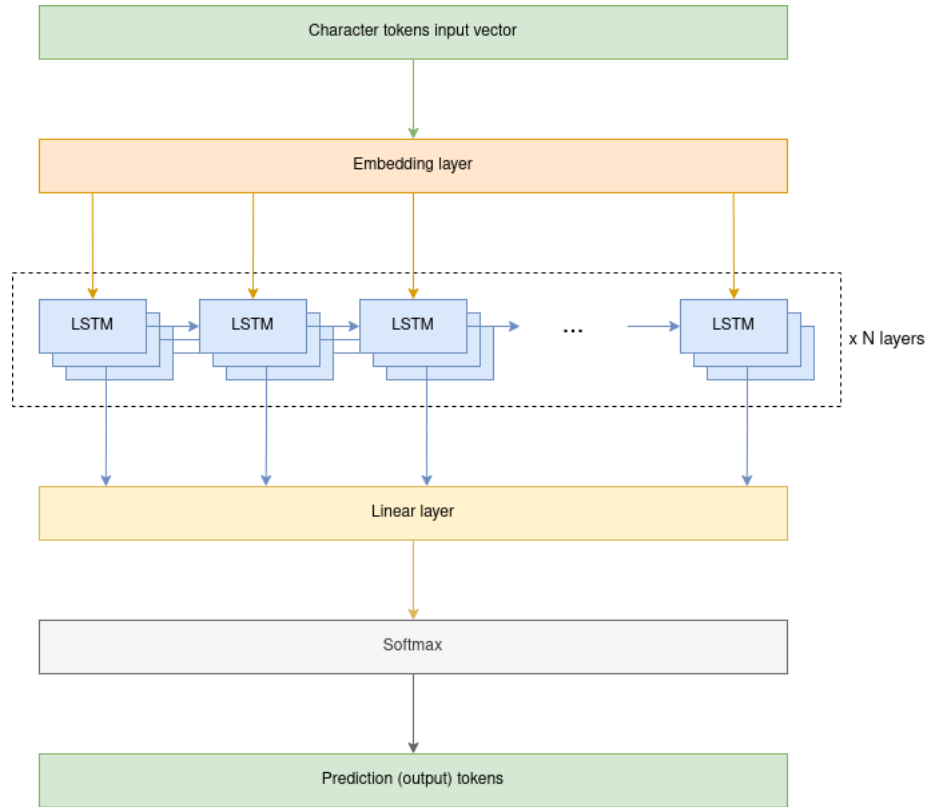 Character tokens input vector
Embedding layer
LSTM
LSTM
LSTM
...
LSTM
x N layers
Linear layer
Softmax
Prediction (output) tokens